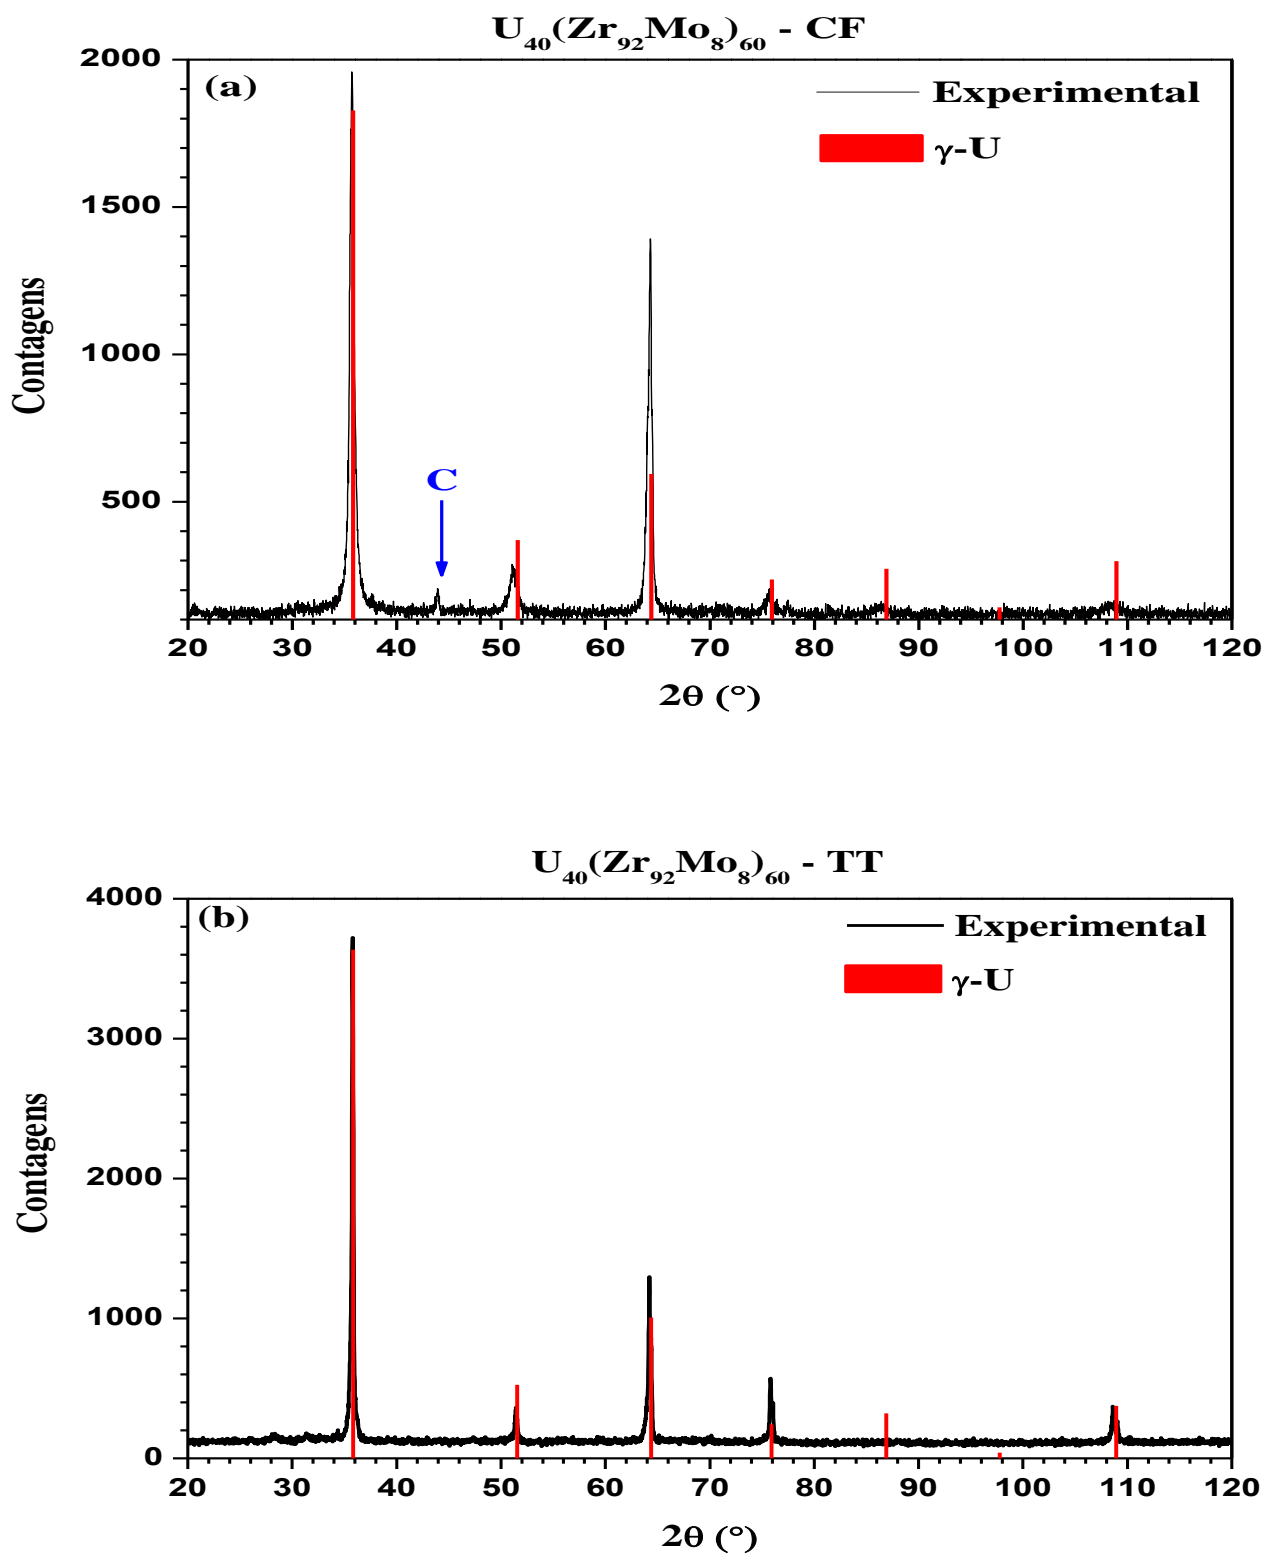 U₄₀(Zr₉₂Mo₈)₆₀ - CF
(a)
Experimental
γ-U
2000
1500
1000
500
C
Contagens
20 30 40 50 60 70 80 90 100 110 120
2θ (°)
U₄₀(Zr₉₂Mo₈)₆₀ - TT
(b)
Experimental
γ-U
4000
3000
2000
1000
0
Contagens
20 30 40 50 60 70 80 90 100 110 120
2θ (°)